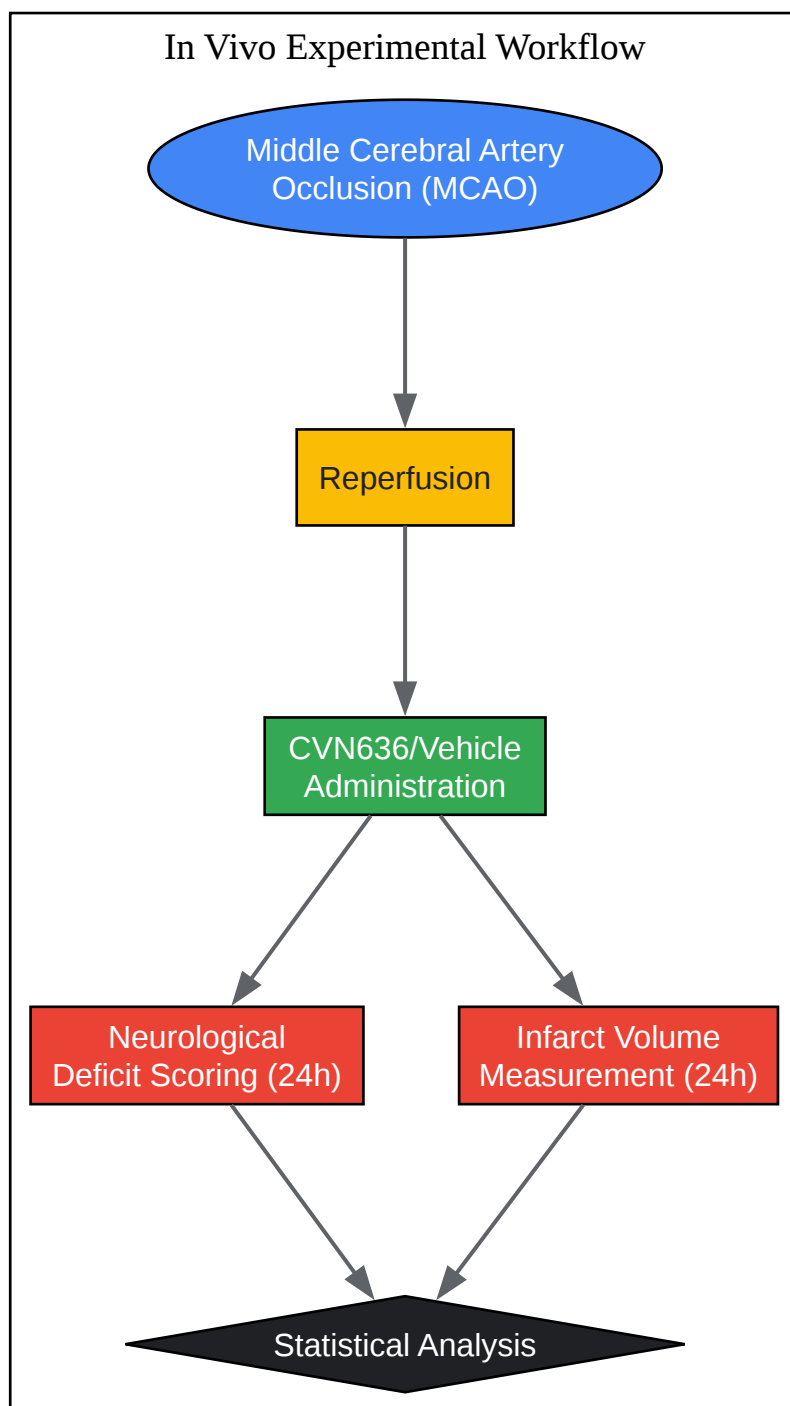 In Vivo Experimental Workflow
Middle Cerebral Artery
Occlusion (MCAO)
Reperfusion
CVN636/Vehicle
Administration
Neurological
Deficit Scoring (24h)
Infarct Volume
Measurement (24h)
Statistical Analysis